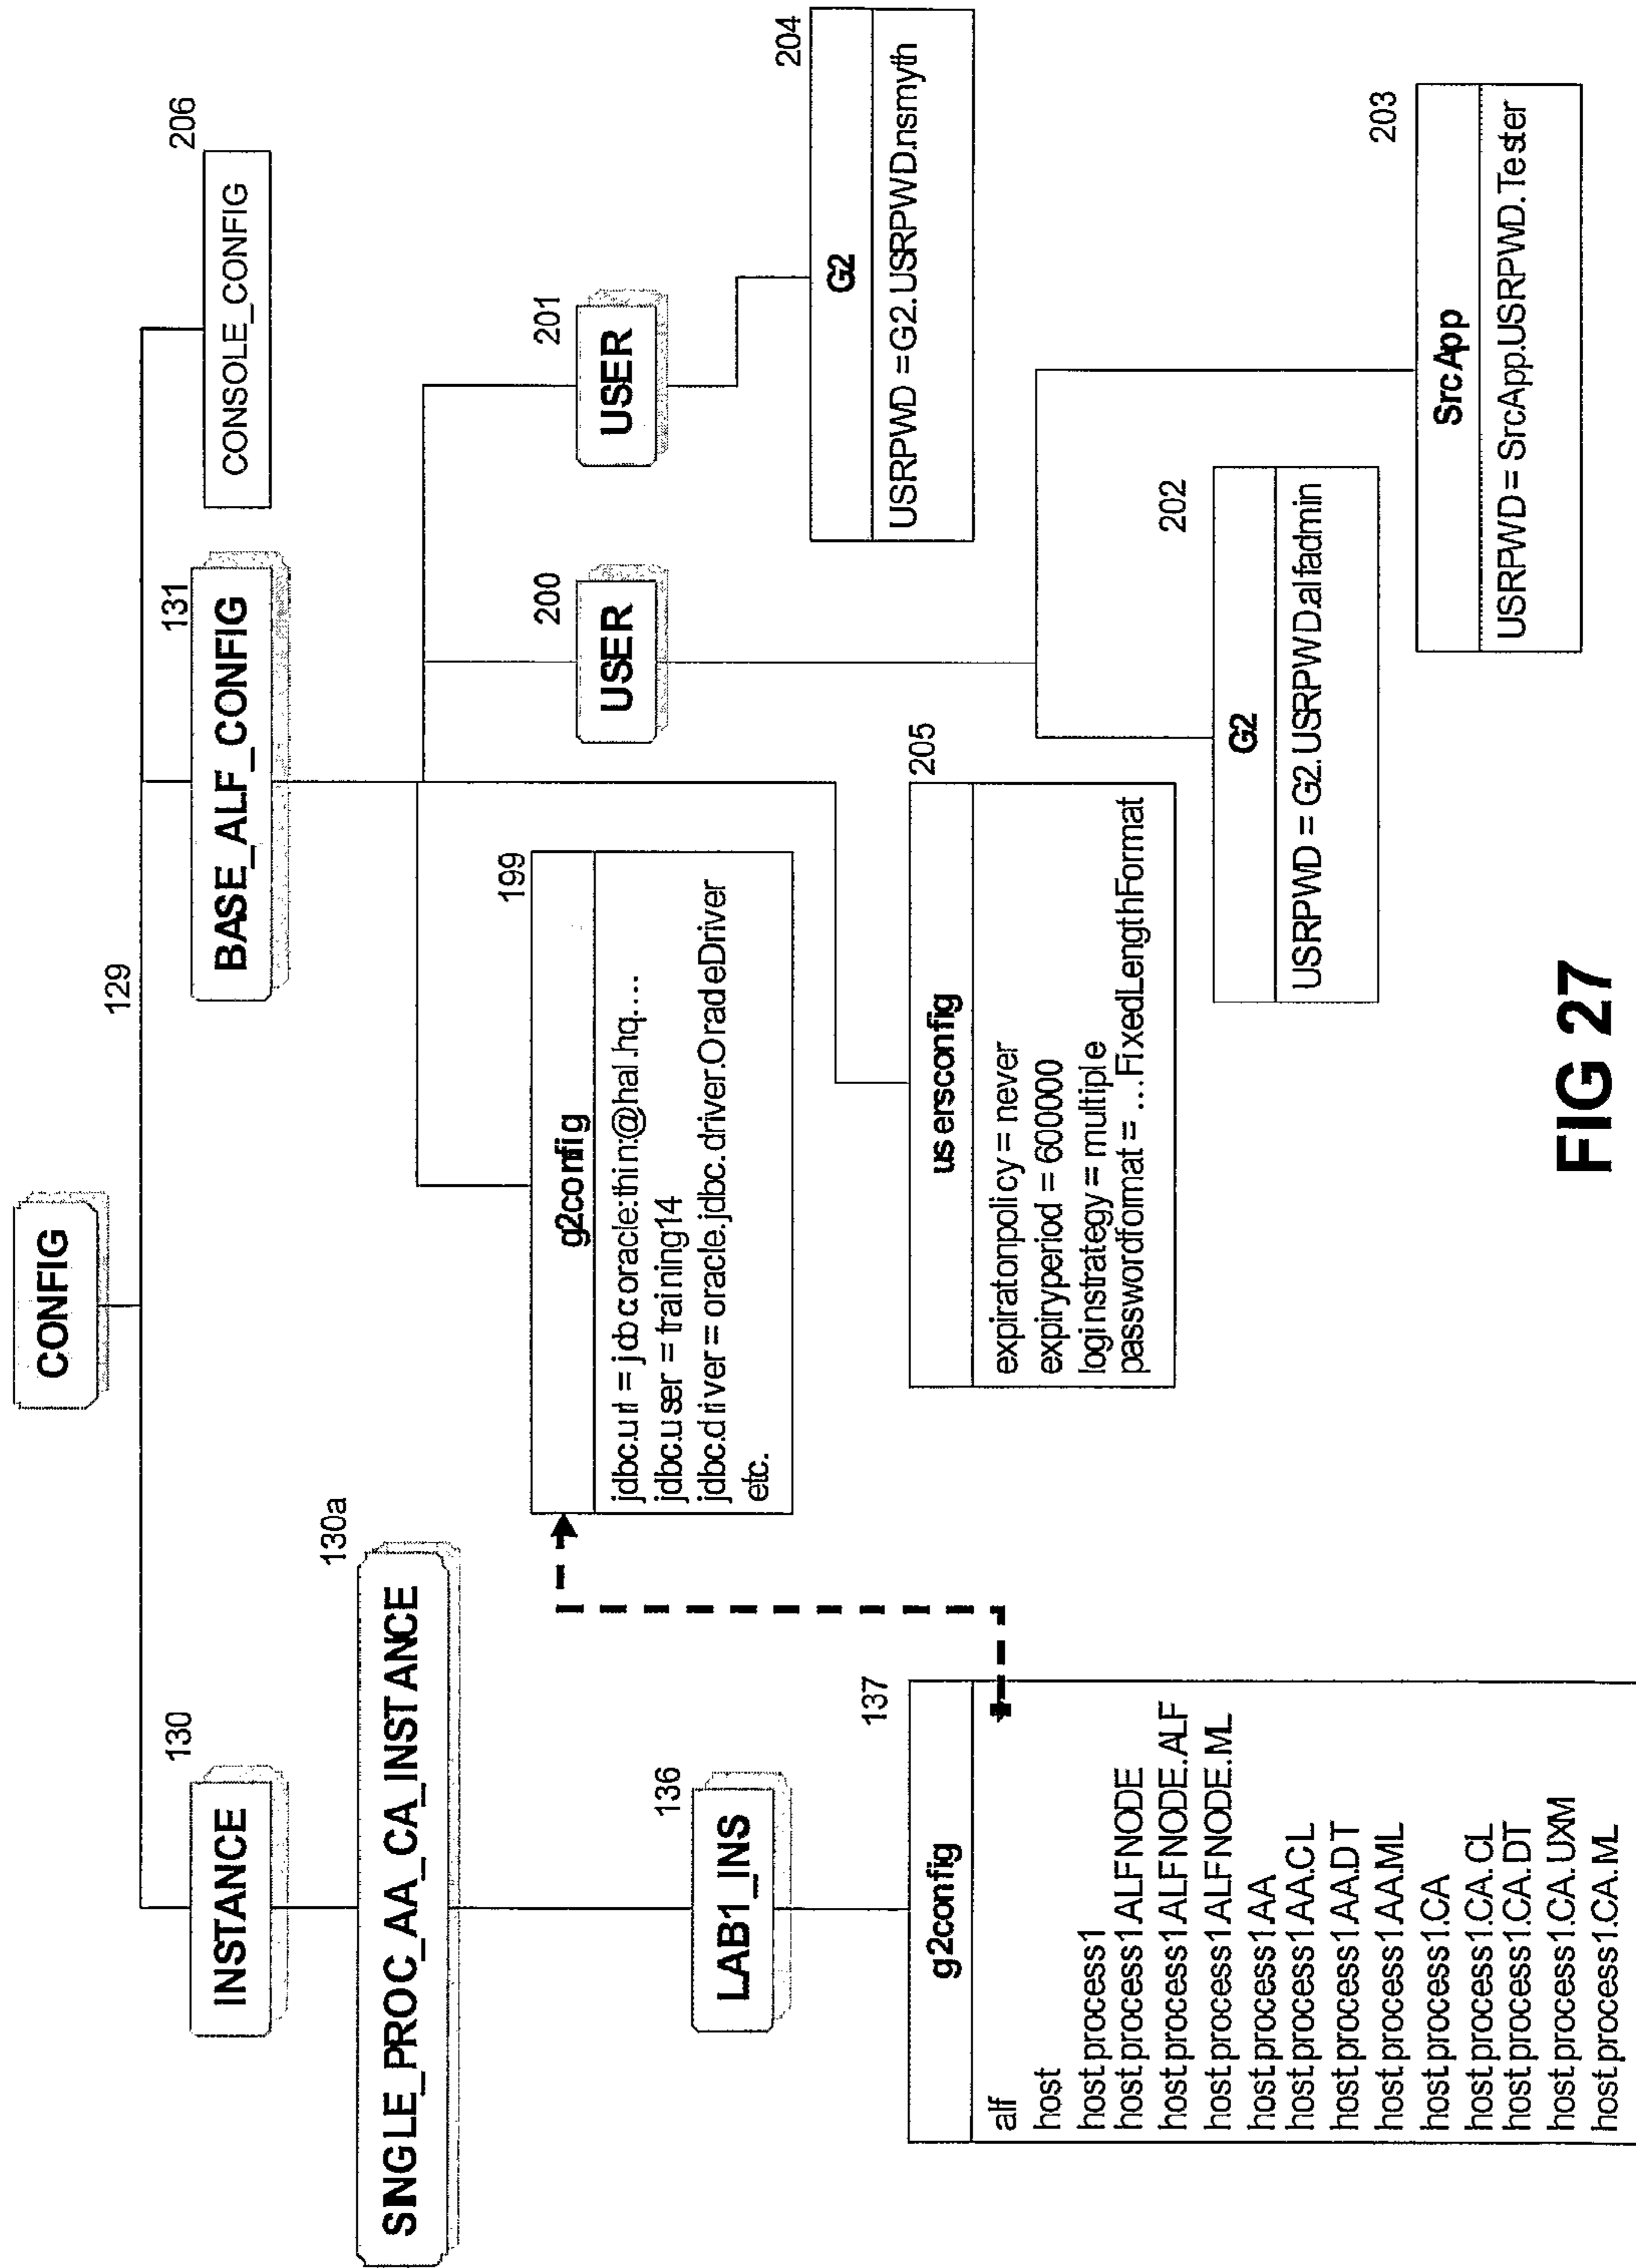 CONFIG
129
130
INSTANCE
131
BASE_ALF_CONFIG
206
CONSOLE_CONFIG
130a
SINGLE_PROC_AA_CA_INSTANCE
136
LAB1_INS
137
g2config
alf
host
host.process1
host.process1.ALFNODE
host.process1.ALFNODE.ALF
host.process1.ALFNODE.ML
host.process1.AA
host.process1.AA.CL
host.process1.AA.DT
host.process1.AA.ML
host.process1.CA
host.process1.CA.CL
host.process1.CA.DT
host.process1.CA.UXM
host.process1.CA.ML
199
g2config
jdbc.url = jdbc:oracle:thin:@hal.hq....
jdbc.user = training14
jdbc.driver = oracle.jdbc.driver.OracleDriver
etc.
200
USER
201
USER
204
G2
USRPWD = G2.USRPWD.nsmyth
205
usersconfig
expiratonpolicy = never
expiryperiod = 600000
loginstrategy = multiple
passwordformat = ...FixedLengthFormat
202
G2
USRPWD = G2.USRPWD.alfadmin
203
SrcApp
USRPWD = SrcApp.USRPWD.Tester
FIG 27